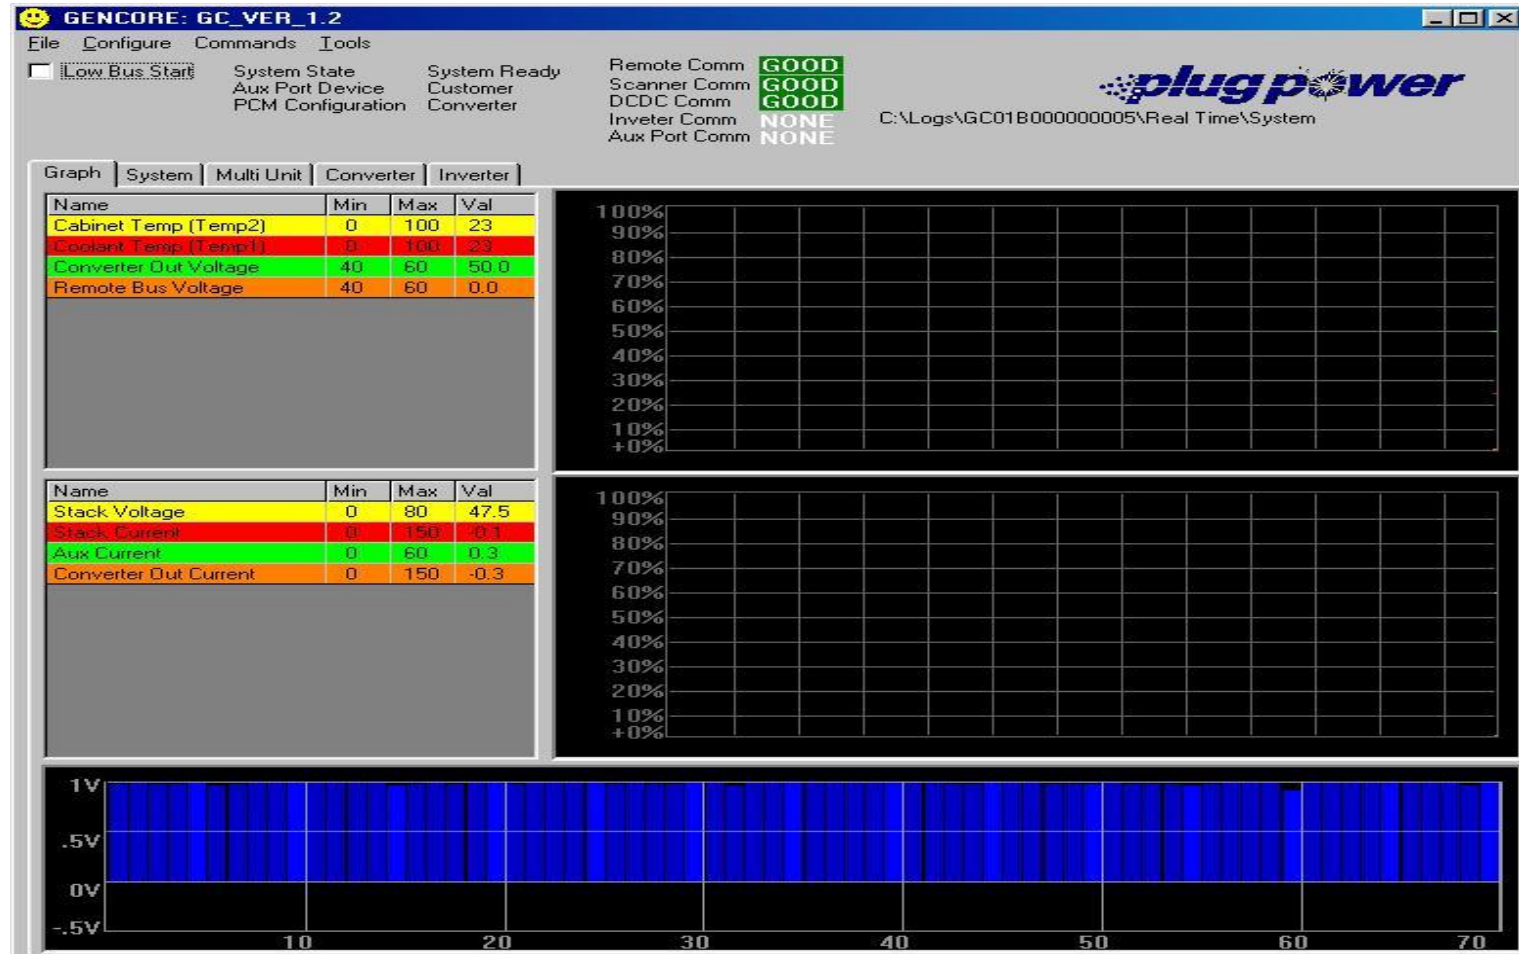 GENCORE: GC_VER_1.2
File Configure Commands Tools
Low Bus Start
System State System Ready
Aux Port Device Customer
PCM Configuration Converter
Remote Comm GOOD
Scanner Comm GOOD
DCDC Comm GOOD
Inveter Comm NONE
Aux Port Comm NONE
plug power
C:\Logs\GC01B000000005\Real Time\System
Graph System Multi Unit Converter Inverter
Name Min Max Val
Cabinet Temp (Temp2) 0 100 23
Coolant Temp (Temp1) 0 100 23
Converter Out Voltage 40 60 50.0
Remote Bus Voltage 40 60 0.0
100%
90%
80%
70%
60%
50%
40%
30%
20%
10%
+0%
Name Min Max Val
Stack Voltage 0 80 47.5
Stack Current 0 150 -0.1
Aux Current 0 60 0.3
Converter Out Current 0 150 -0.3
100%
90%
80%
70%
60%
50%
40%
30%
20%
10%
+0%
1V
.5V
0V
-.5V
10 20 30 40 50 60 70